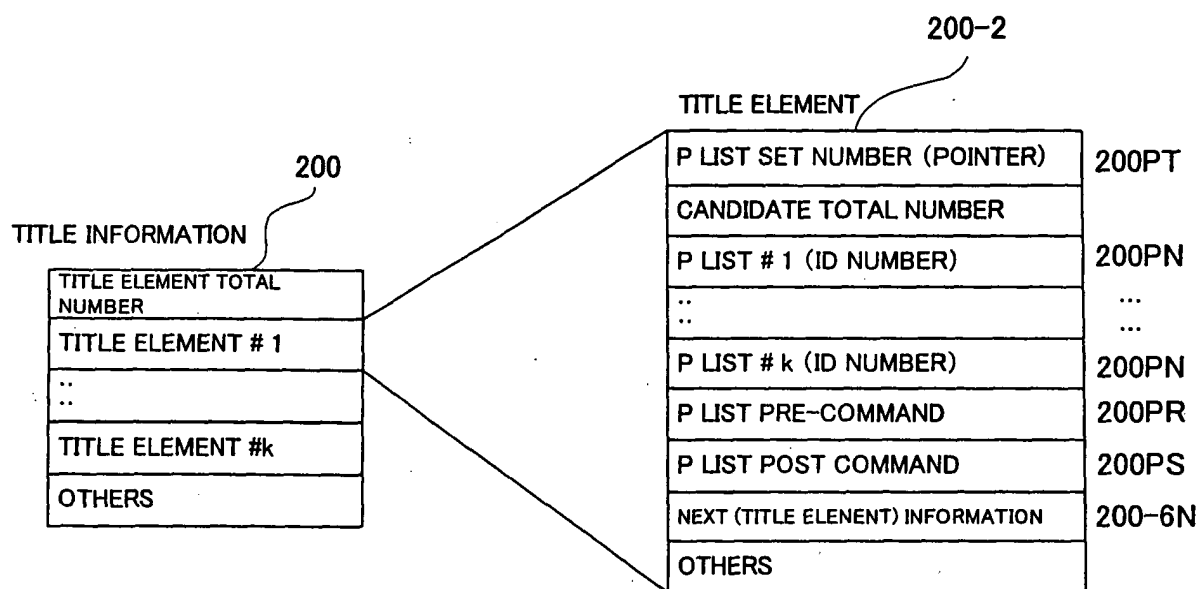 200-2
TITLE ELEMENT
P LIST SET NUMBER (POINTER) 200PT
CANDIDATE TOTAL NUMBER
P LIST # 1 (ID NUMBER) 200PN
:: ...
:: ...
P LIST # k (ID NUMBER) 200PN
P LIST PRE-COMMAND 200PR
P LIST POST COMMAND 200PS
NEXT (TITLE ELENENT) INFORMATION 200-6N
OTHERS
200
TITLE INFORMATION
TITLE ELEMENT TOTAL
NUMBER
TITLE ELEMENT # 1
::
::
TITLE ELEMENT #k
OTHERS